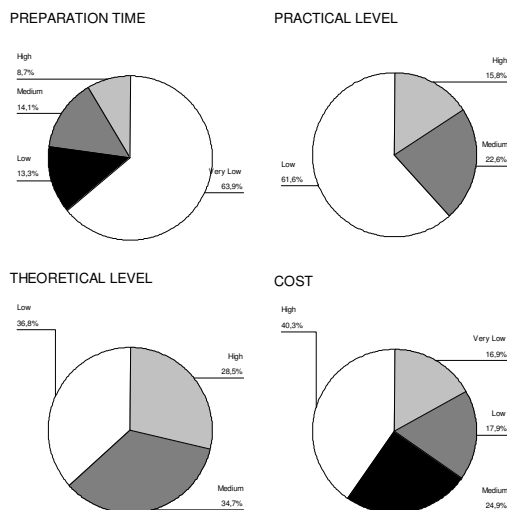 PREPARATION TIME
High
8,7%
Medium
14,1%
Low
13,3%
Very Low
63,9%
PRACTICAL LEVEL
High
15,8%
Medium
22,6%
Low
61,6%
THEORETICAL LEVEL
Low
36,8%
High
28,5%
Medium
34,7%
COST
High
40,3%
Very Low
16,9%
Low
17,9%
Medium
24,9%